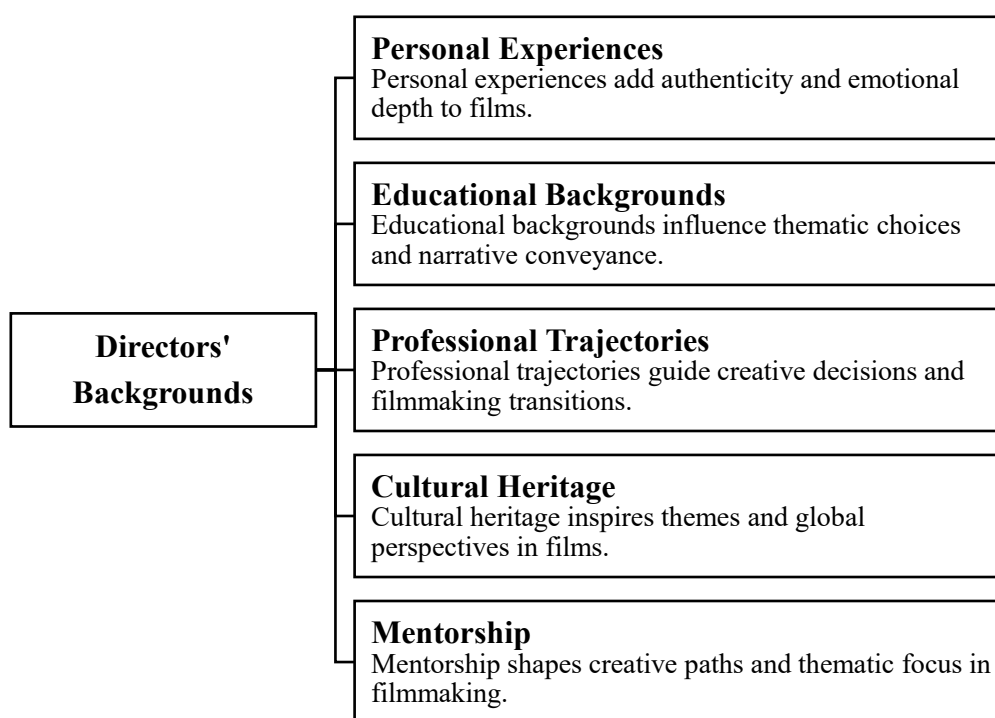 Personal Experiences
Personal experiences add authenticity and emotional
depth to films.
Educational Backgrounds
Educational backgrounds influence thematic choices
and narrative conveyance.
Directors'
Backgrounds
Professional Trajectories
Professional trajectories guide creative decisions and
filmmaking transitions.
Cultural Heritage
Cultural heritage inspires themes and global
perspectives in films.
Mentorship
Mentorship shapes creative paths and thematic focus in
filmmaking.